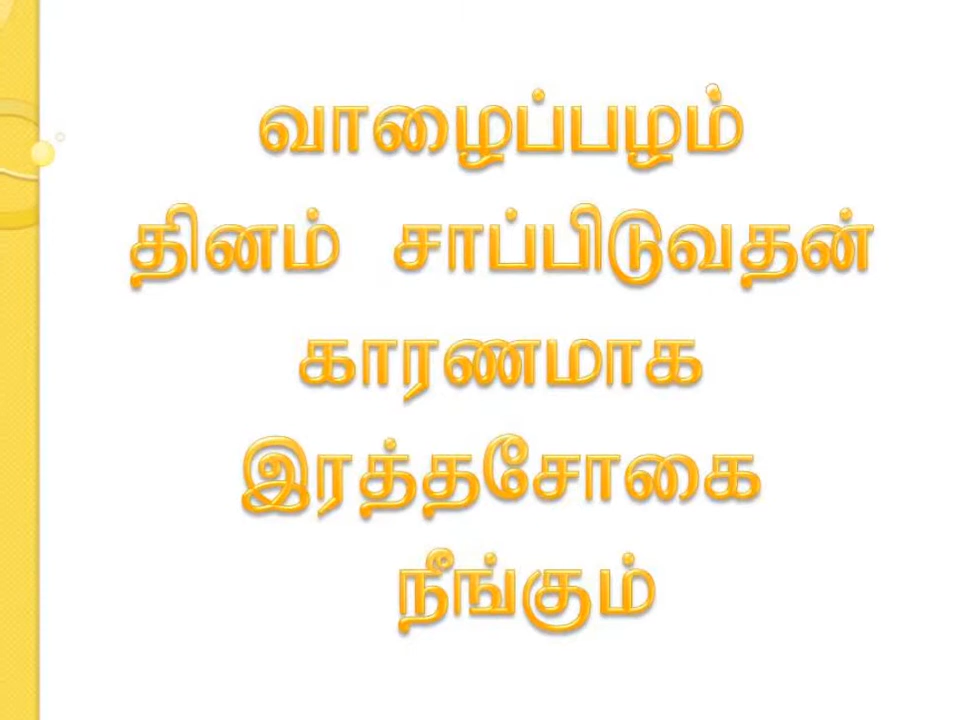 வாழைப்பழம்
தினம் சாப்பிடுவதன்
காரணமாக
இரத்தசோகை
நீங்கும்